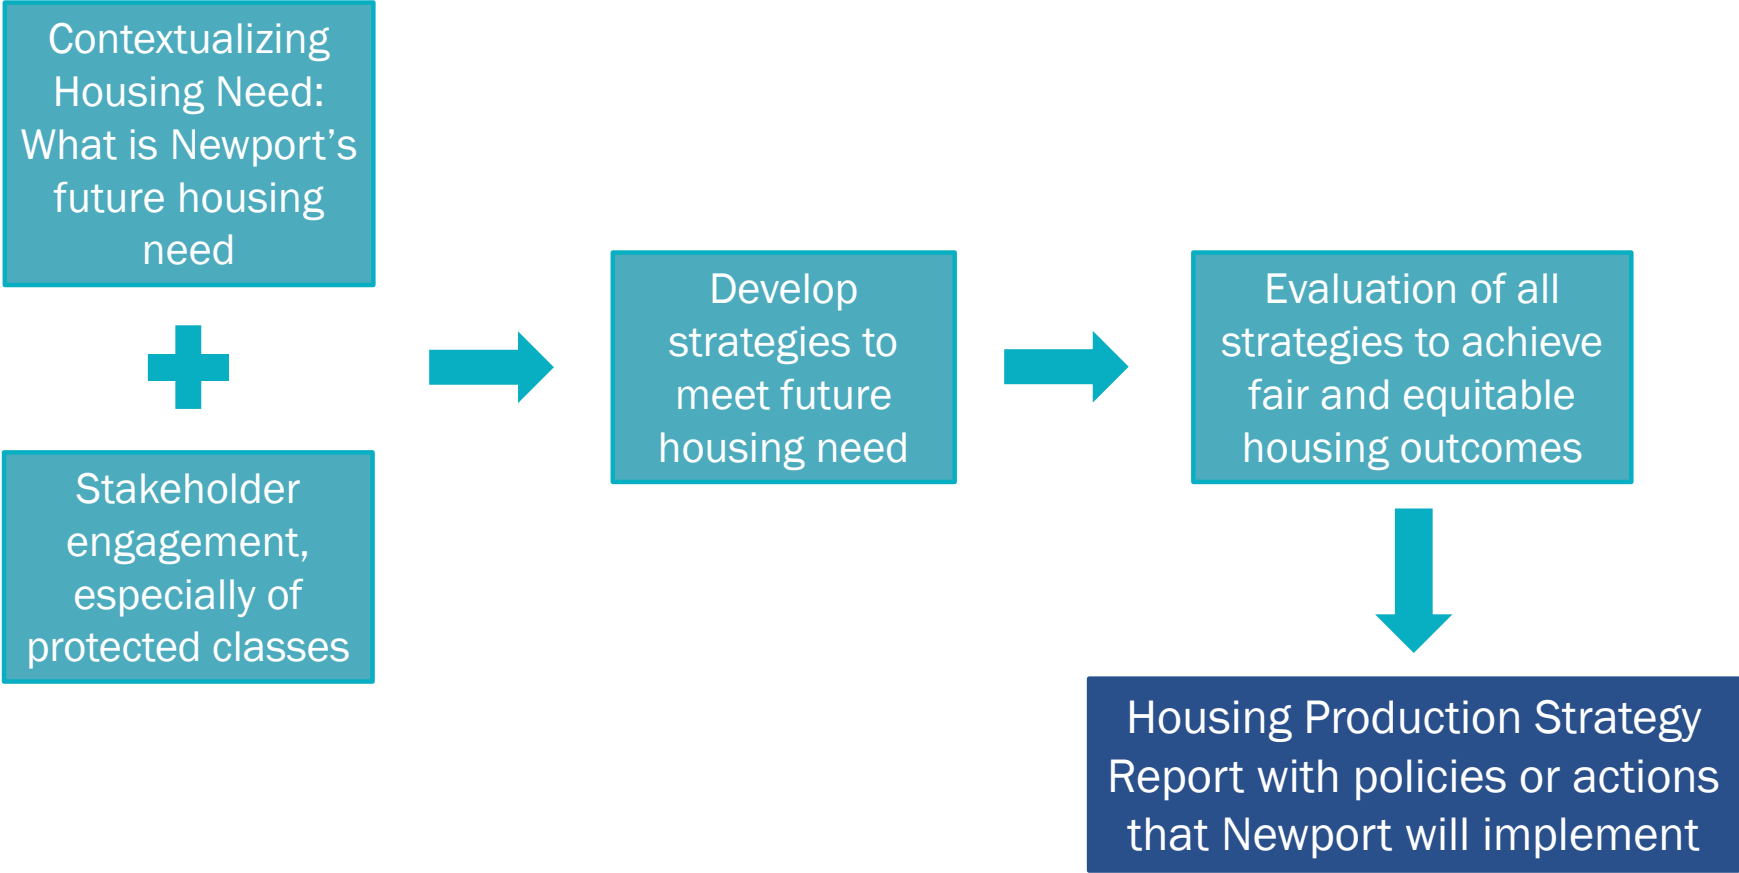 Contextualizing
Housing Need:
What is Newport’s
future housing
need
Stakeholder
engagement,
especially of
protected classes
Develop
strategies to
meet future
housing need
Evaluation of all
strategies to achieve
fair and equitable
housing outcomes
Housing Production Strategy
Report with policies or actions
that Newport will implement